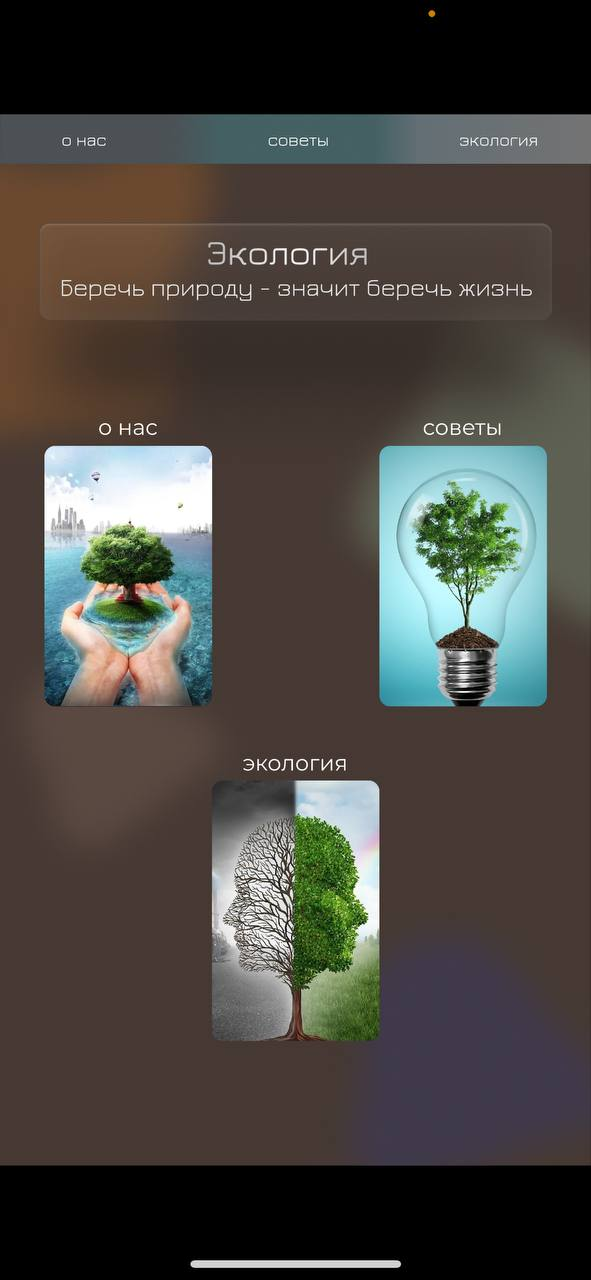 о нас
советы
экология
Экология
Беречь природу - значит беречь жизнь
о нас
советы
экология